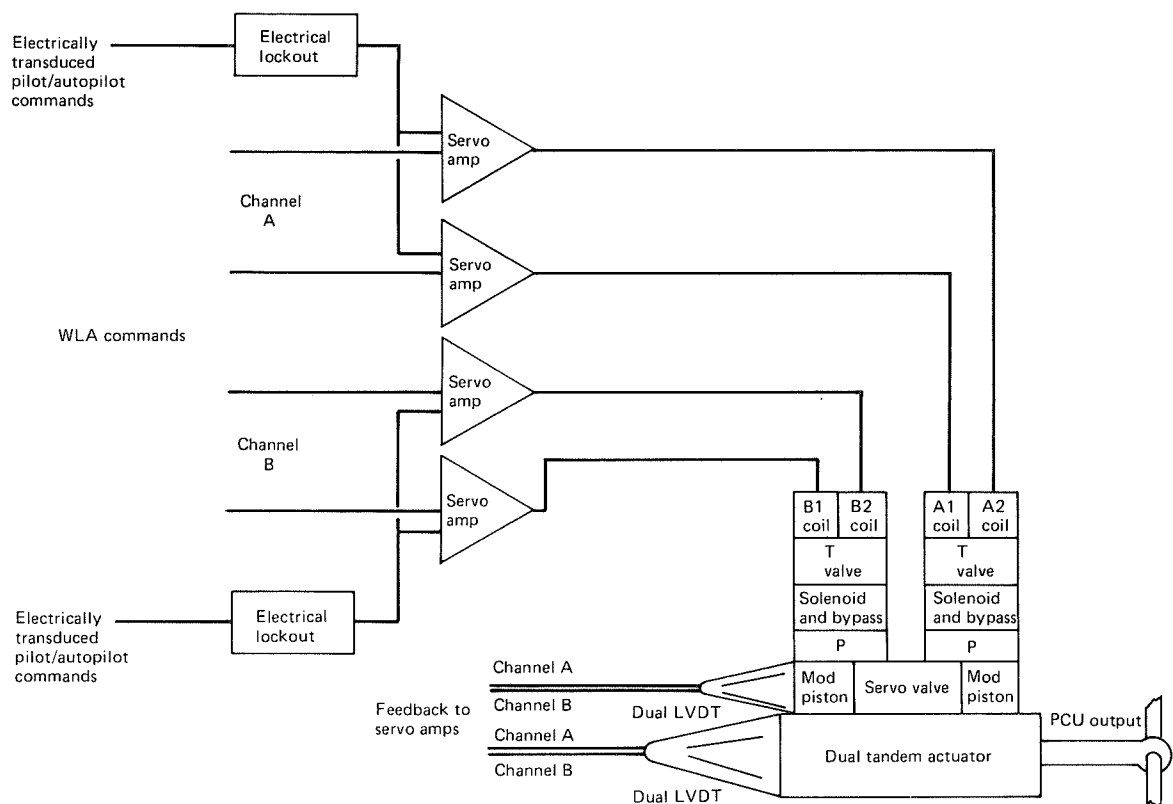 Electrically
transduced
pilot/autopilot
commands
Electrical
lockout
Servo
amp
Channel
A
Servo
amp
WLA commands
Servo
amp
Channel
B
Servo
amp
Electrically
transduced
pilot/autopilot
commands
Electrical
lockout
B1
coil
B2
coil
A1
coil
A2
coil
T
valve
T
valve
Solenoid
and bypass
Solenoid
and bypass
P
P
Mod
piston
Servo valve
Mod
piston
Feedback to
servo amps
Channel A
Channel B
Dual LVDT
Channel A
Channel B
Dual LVDT
Dual tandem actuator
PCU output